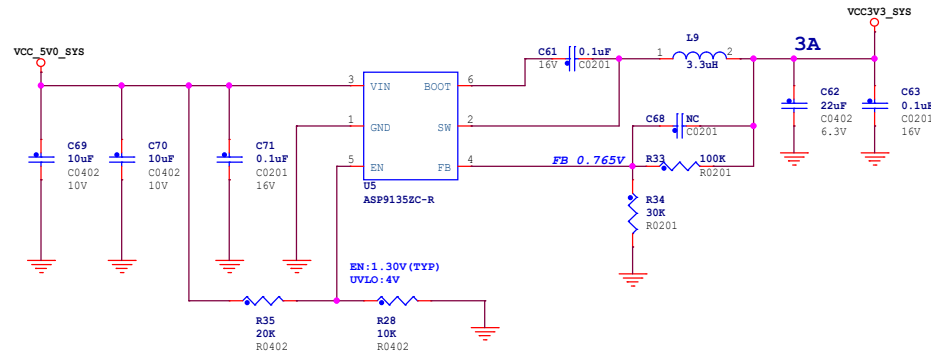 VCC3V3_SYS
VCC_5V0_SYS
C61 0.1uF
16V C0201
L9
1 2
3.3uH
3A
3 VIN BOOT 6
1 GND SW 2
5 EN FB 4
U5
ASP9135ZC-R
C68 NC
C0201
FB 0.765V
R33 100K
R0201
R34
30K
R0201
C62
22uF
C0402
6.3V
C63
0.1uF
C0201
16V
C69
10uF
C0402
10V
C70
10uF
C0402
10V
C71
0.1uF
C0201
16V
EN:1.30V(TYP)
UVLO:4V
R35
20K
R0402
R28
10K
R0402